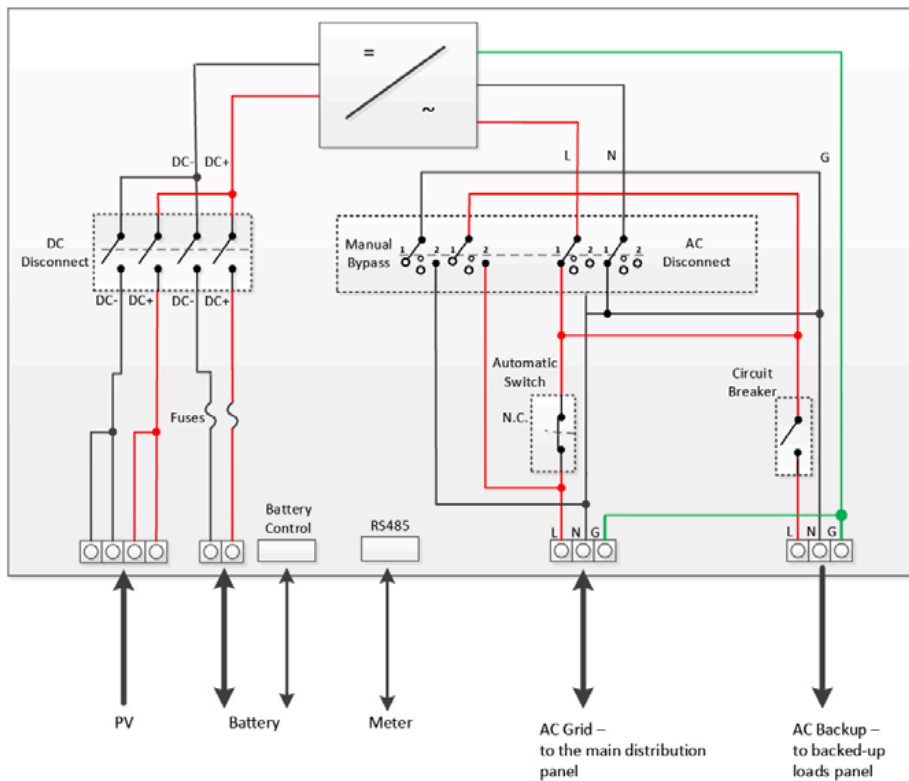 =
~
DC- DC+
L N G
DC
Disconnect
Manual
Bypass
1 2 1 2 1 2 1 2
AC
Disconnect
DC- DC+ DC- DC+
Automatic
Switch
N.C.
Circuit
Breaker
Fuses
Battery
Control
RS485
L N G
L N G
PV
Battery
Meter
AC Grid –
to the main distribution
panel
AC Backup –
to backed-up
loads panel